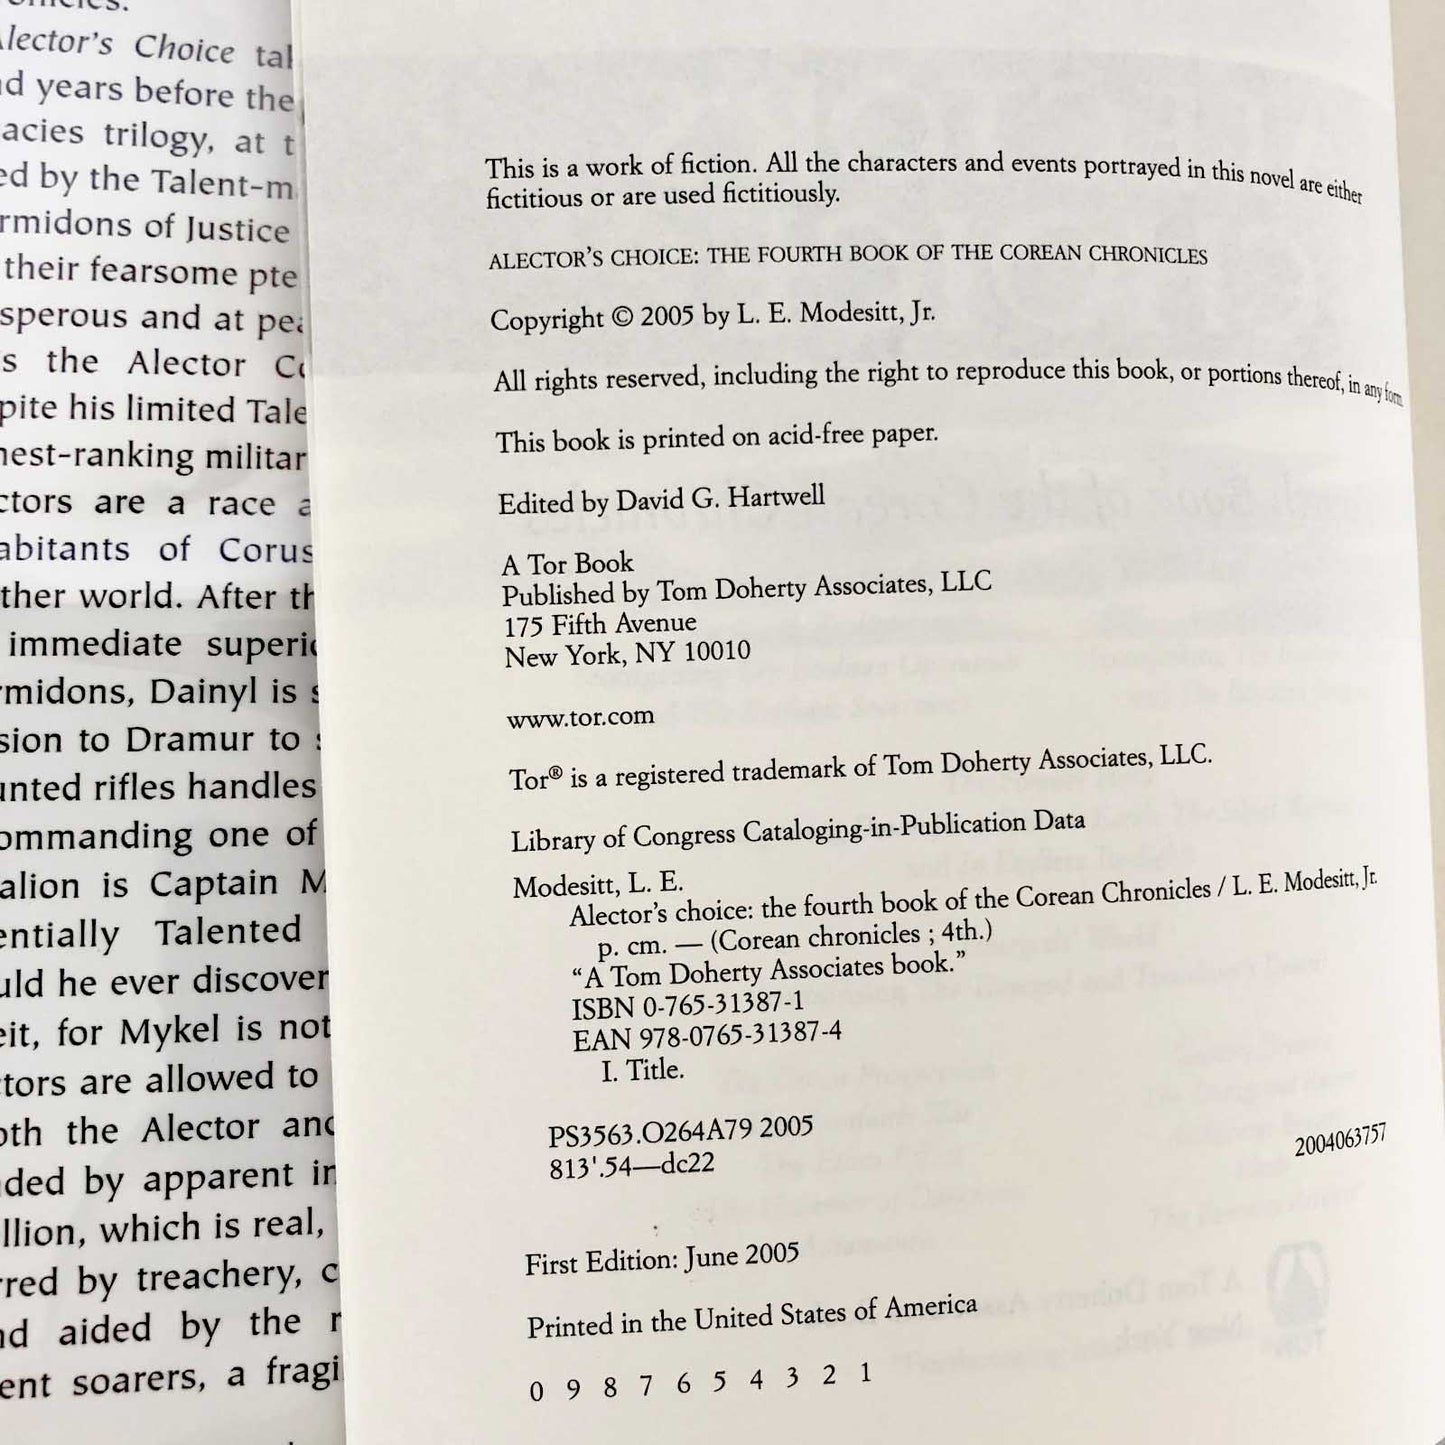 Alector's Choice
years before the
acies trilogy, at
by the Talent-m
rmidons of Justice
their fearsome pte
sperous and at pea
s the Alector Co
pite his limited Tale
nest-ranking militar
ctors are a race a
abitants of Corus
ther world. After th
immediate superio
rmidons, Dainyl is s
sion to Dramur to s
unted rifles handles
ommanding one of
alion is Captain M
entially Talented
uld he ever discover
eit, for Mykel is not
ctors are allowed to
oth the Alector and
ded by apparent in
llion, which is real,
rred by treachery, c
nd aided by the r
ent soarers, a fragi
This is a work of fiction. All the characters and events portrayed in this novel are either
fictitious or are used fictitiously.
ALECTOR'S CHOICE: THE FOURTH BOOK OF THE COREAN CHRONICLES
Copyright © 2005 by L. E. Modesitt, Jr.
All rights reserved, including the right to reproduce this book, or portions thereof, in any form.
This book is printed on acid-free paper.
Edited by David G. Hartwell
A Tor Book
Published by Tom Doherty Associates, LLC
175 Fifth Avenue
New York, NY 10010
www.tor.com
Tor® is a registered trademark of Tom Doherty Associates, LLC.
Library of Congress Cataloging-in-Publication Data
Modesitt, L. E.
Alector's choice: the fourth book of the Corean Chronicles / L. E. Modesitt, Jr.
p. cm. — (Corean chronicles ; 4th.)
"A Tom Doherty Associates book."
ISBN 0-765-31387-1
EAN 978-0765-31387-4
I. Title.
PS3563.O264A79 2005
813'.54—dc22
2004063757
First Edition: June 2005
Printed in the United States of America
0 9 8 7 6 5 4 3 2 1